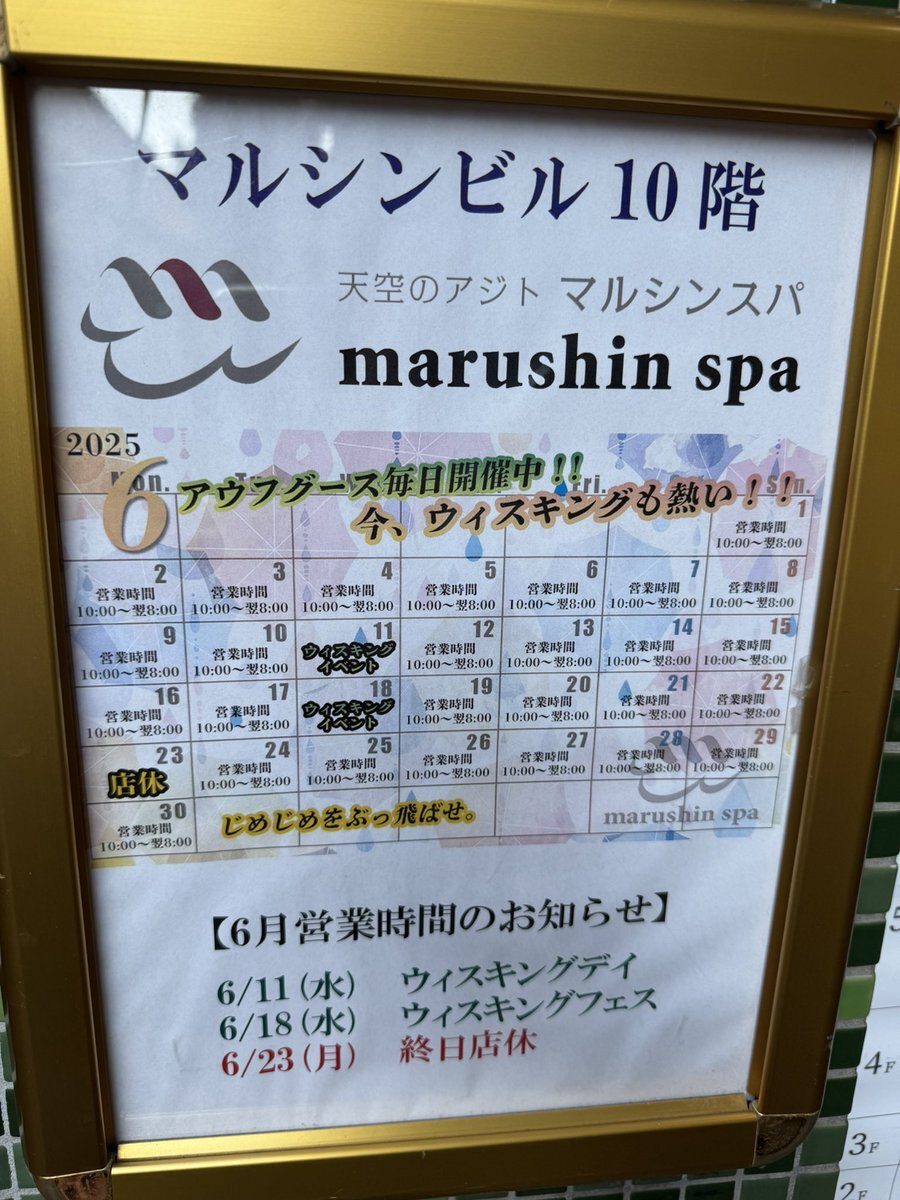 マルシンビル 10 階
天空のアジト マルシンスパ
marushin spa
2025
6
Mon.
Fri.
Sun.
アウフグース毎日開催中!!
今、ウィスキングも熱い!!
1
営業時間
10:00〜翌8:00
2 3 4 5 6 7 8
営業時間 営業時間 営業時間 営業時間 営業時間 営業時間 営業時間
10:00〜翌8:00 10:00〜翌8:00 10:00〜翌8:00 10:00〜翌8:00 10:00〜翌8:00 10:00〜翌8:00 10:00〜翌8:00
9 10 11 12 13 14 15
営業時間 営業時間 ウィスキング 営業時間 営業時間 営業時間 営業時間
10:00〜翌8:00 10:00〜翌8:00 イベント 10:00〜翌8:00 10:00〜翌8:00 10:00〜翌8:00 10:00〜翌8:00
16 17 18 19 20 21 22
営業時間 営業時間 ウィスキング 営業時間 営業時間 営業時間 営業時間
10:00〜翌8:00 10:00〜翌8:00 イベント 10:00〜翌8:00 10:00〜翌8:00 10:00〜翌8:00 10:00〜翌8:00
23 24 25 26 27 28 29
店休 営業時間 営業時間 営業時間 営業時間 営業時間 営業時間
10:00〜翌8:00 10:00〜翌8:00 10:00〜翌8:00 10:00〜翌8:00 10:00〜翌8:00 10:00〜翌8:00
30
営業時間
10:00〜翌8:00
じめじめをぶっ飛ばせ。
marushin spa
【6月営業時間のお知らせ】
6/11(水) ウィスキングデイ
6/18(水) ウィスキングフェス
6/23(月) 終日店休
5
4F
3F
2F